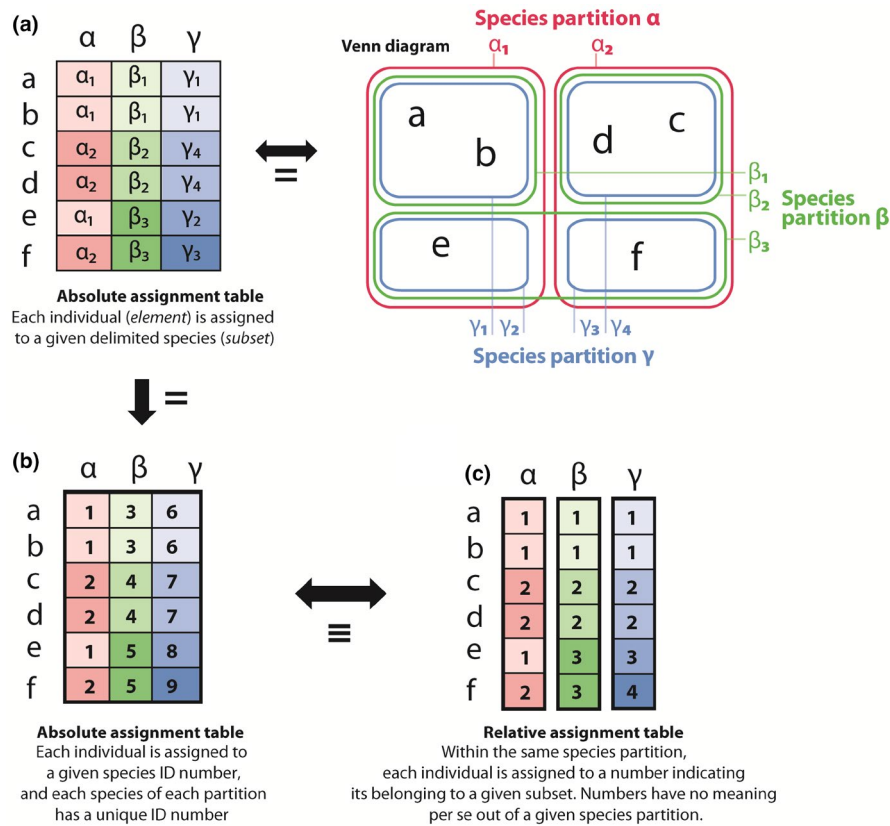 (a)
α β γ
a α₁ β₁ γ₁
b α₁ β₁ γ₁
c α₂ β₂ γ₄
d α₂ β₂ γ₄
e α₁ β₃ γ₂
f α₂ β₃ γ₃
Absolute assignment table
Each individual (element) is assigned
to a given delimited species (subset)
=
Species partition α
Venn diagram
α₁ α₂
a
b
d
c
e
f
β₁
β₂
β₃
Species
partition β
γ₁ γ₂ γ₃ γ₄
Species partition γ
=
(b)
α β γ
a 1 3 6
b 1 3 6
c 2 4 7
d 2 4 7
e 1 5 8
f 2 5 9
Absolute assignment table
Each individual is assigned to
a given species ID number,
and each species of each partition
has a unique ID number
≡
(c)
α β γ
a 1 1 1
b 1 1 1
c 2 2 2
d 2 2 2
e 1 3 3
f 2 3 4
Relative assignment table
Within the same species partition,
each individual is assigned to a number indicating
its belonging to a given subset. Numbers have no meaning
per se out of a given species partition.